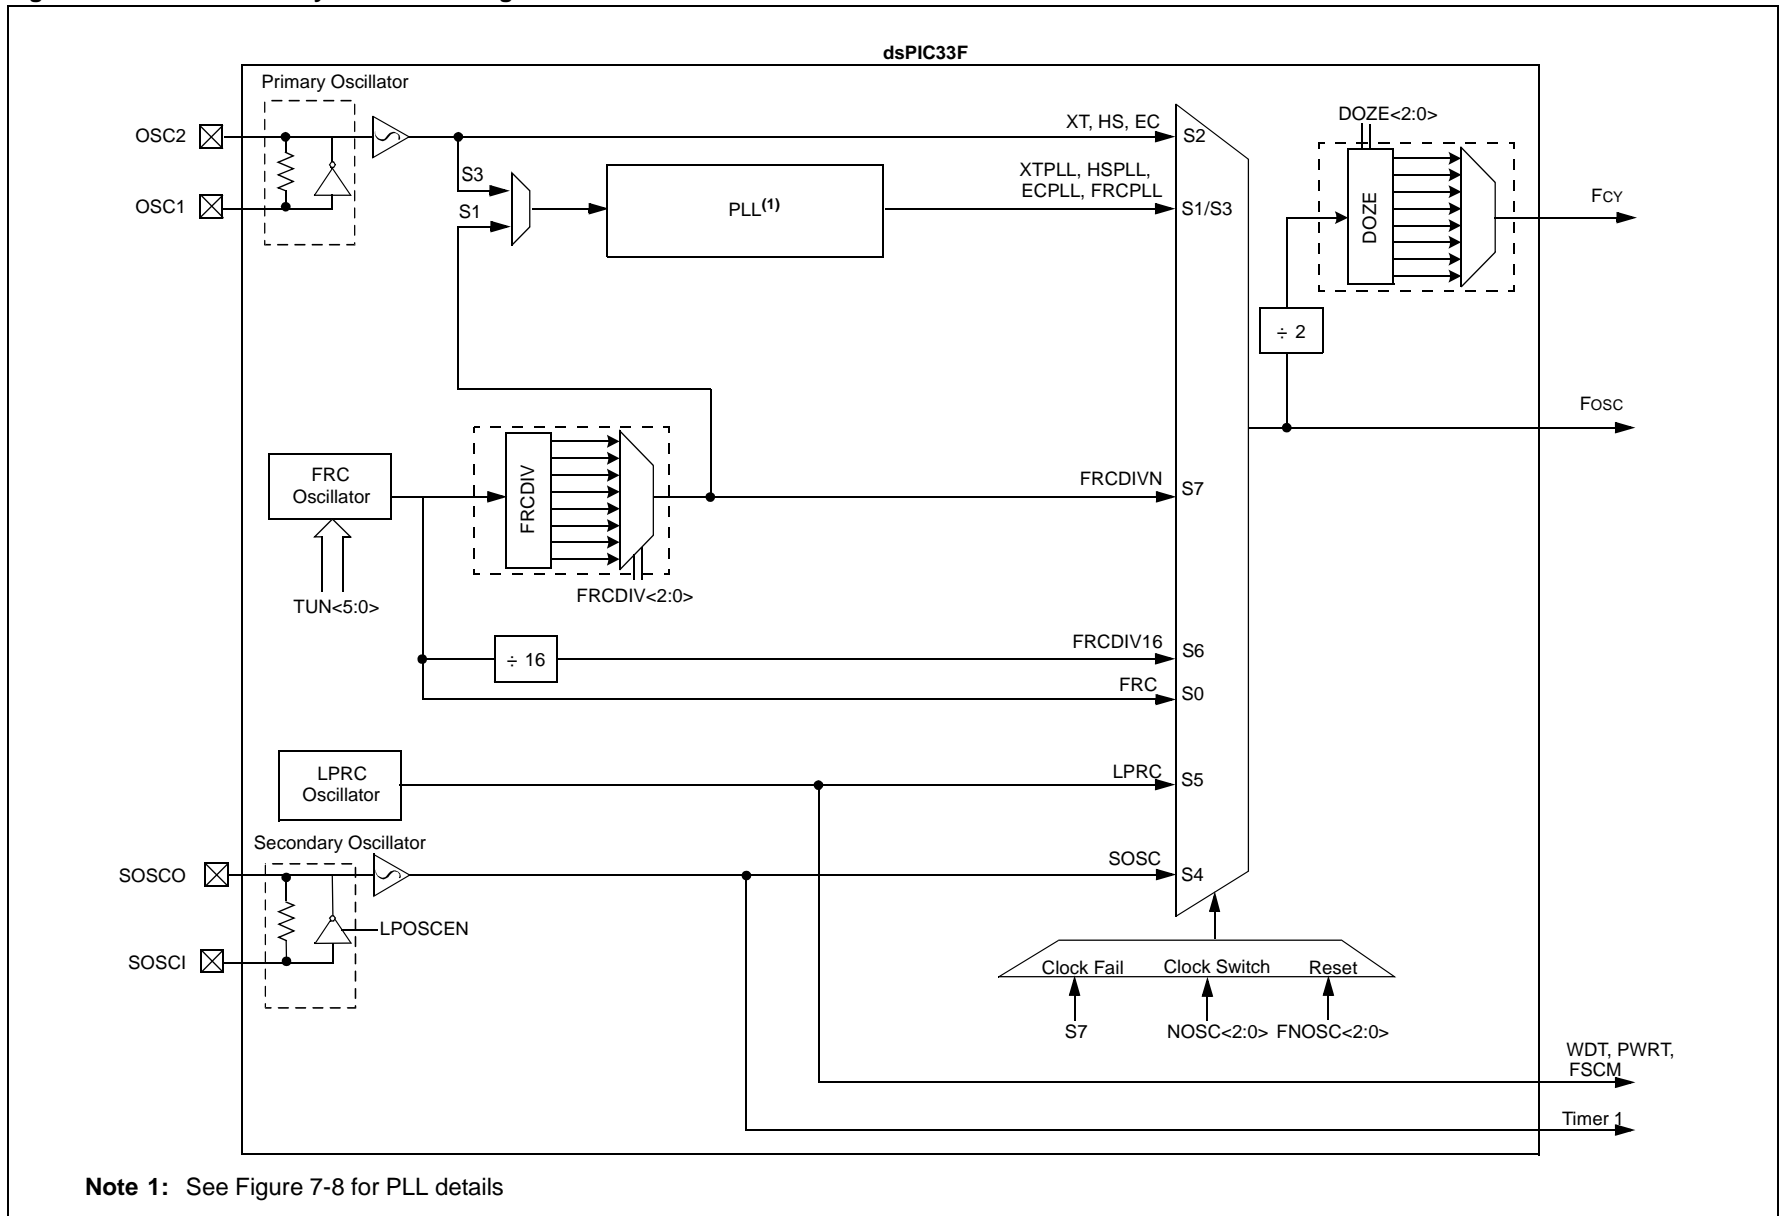 dsPIC33F
Primary Oscillator
OSC2
OSC1
S3
S1
PLL(1)
XT, HS, EC
S2
XTPLL, HSPLL,
ECPLL, FRCPLL
S1/S3
DOZE<2:0>
DOZE
FCY
÷ 2
FOSC
FRC
Oscillator
TUN<5:0>
FRCDIV
FRCDIV<2:0>
FRCDIVN
S7
÷ 16
FRCDIV16
S6
FRC
S0
LPRC
Oscillator
LPRC
S5
Secondary Oscillator
SOSCO
SOSCI
LPOSCEN
SOSC
S4
Clock Fail Clock Switch Reset
S7 NOSC<2:0> FNOSC<2:0>
WDT, PWRT,
FSCM
Timer 1
Note 1: See Figure 7-8 for PLL details